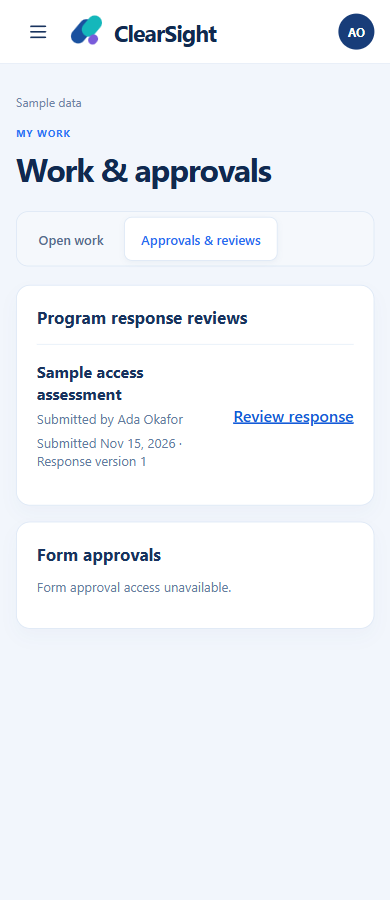 ClearSight
AO
Sample data
MY WORK
Work & approvals
Open work
Approvals & reviews
Program response reviews
Sample access
assessment
Submitted by Ada Okafor
Submitted Nov 15, 2026 ·
Response version 1
Review response
Form approvals
Form approval access unavailable.